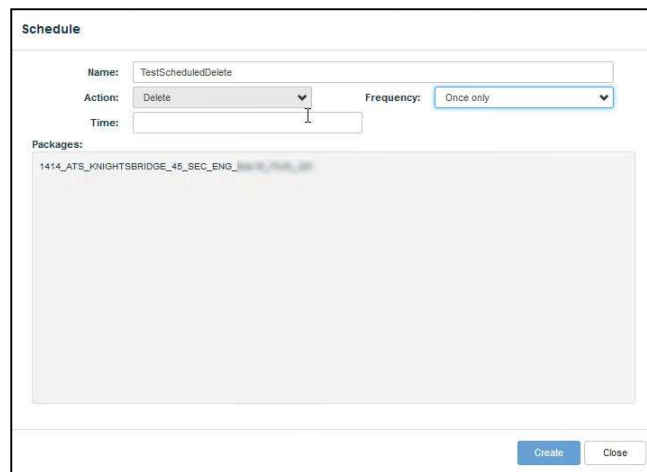 Schedule
Name: TestScheduledDelete
Action: Delete Frequency: Once only
Time:
Packages:
1414_ATS_KNIGHTSBRIDGE_45_SEC_ENG_
Create Close